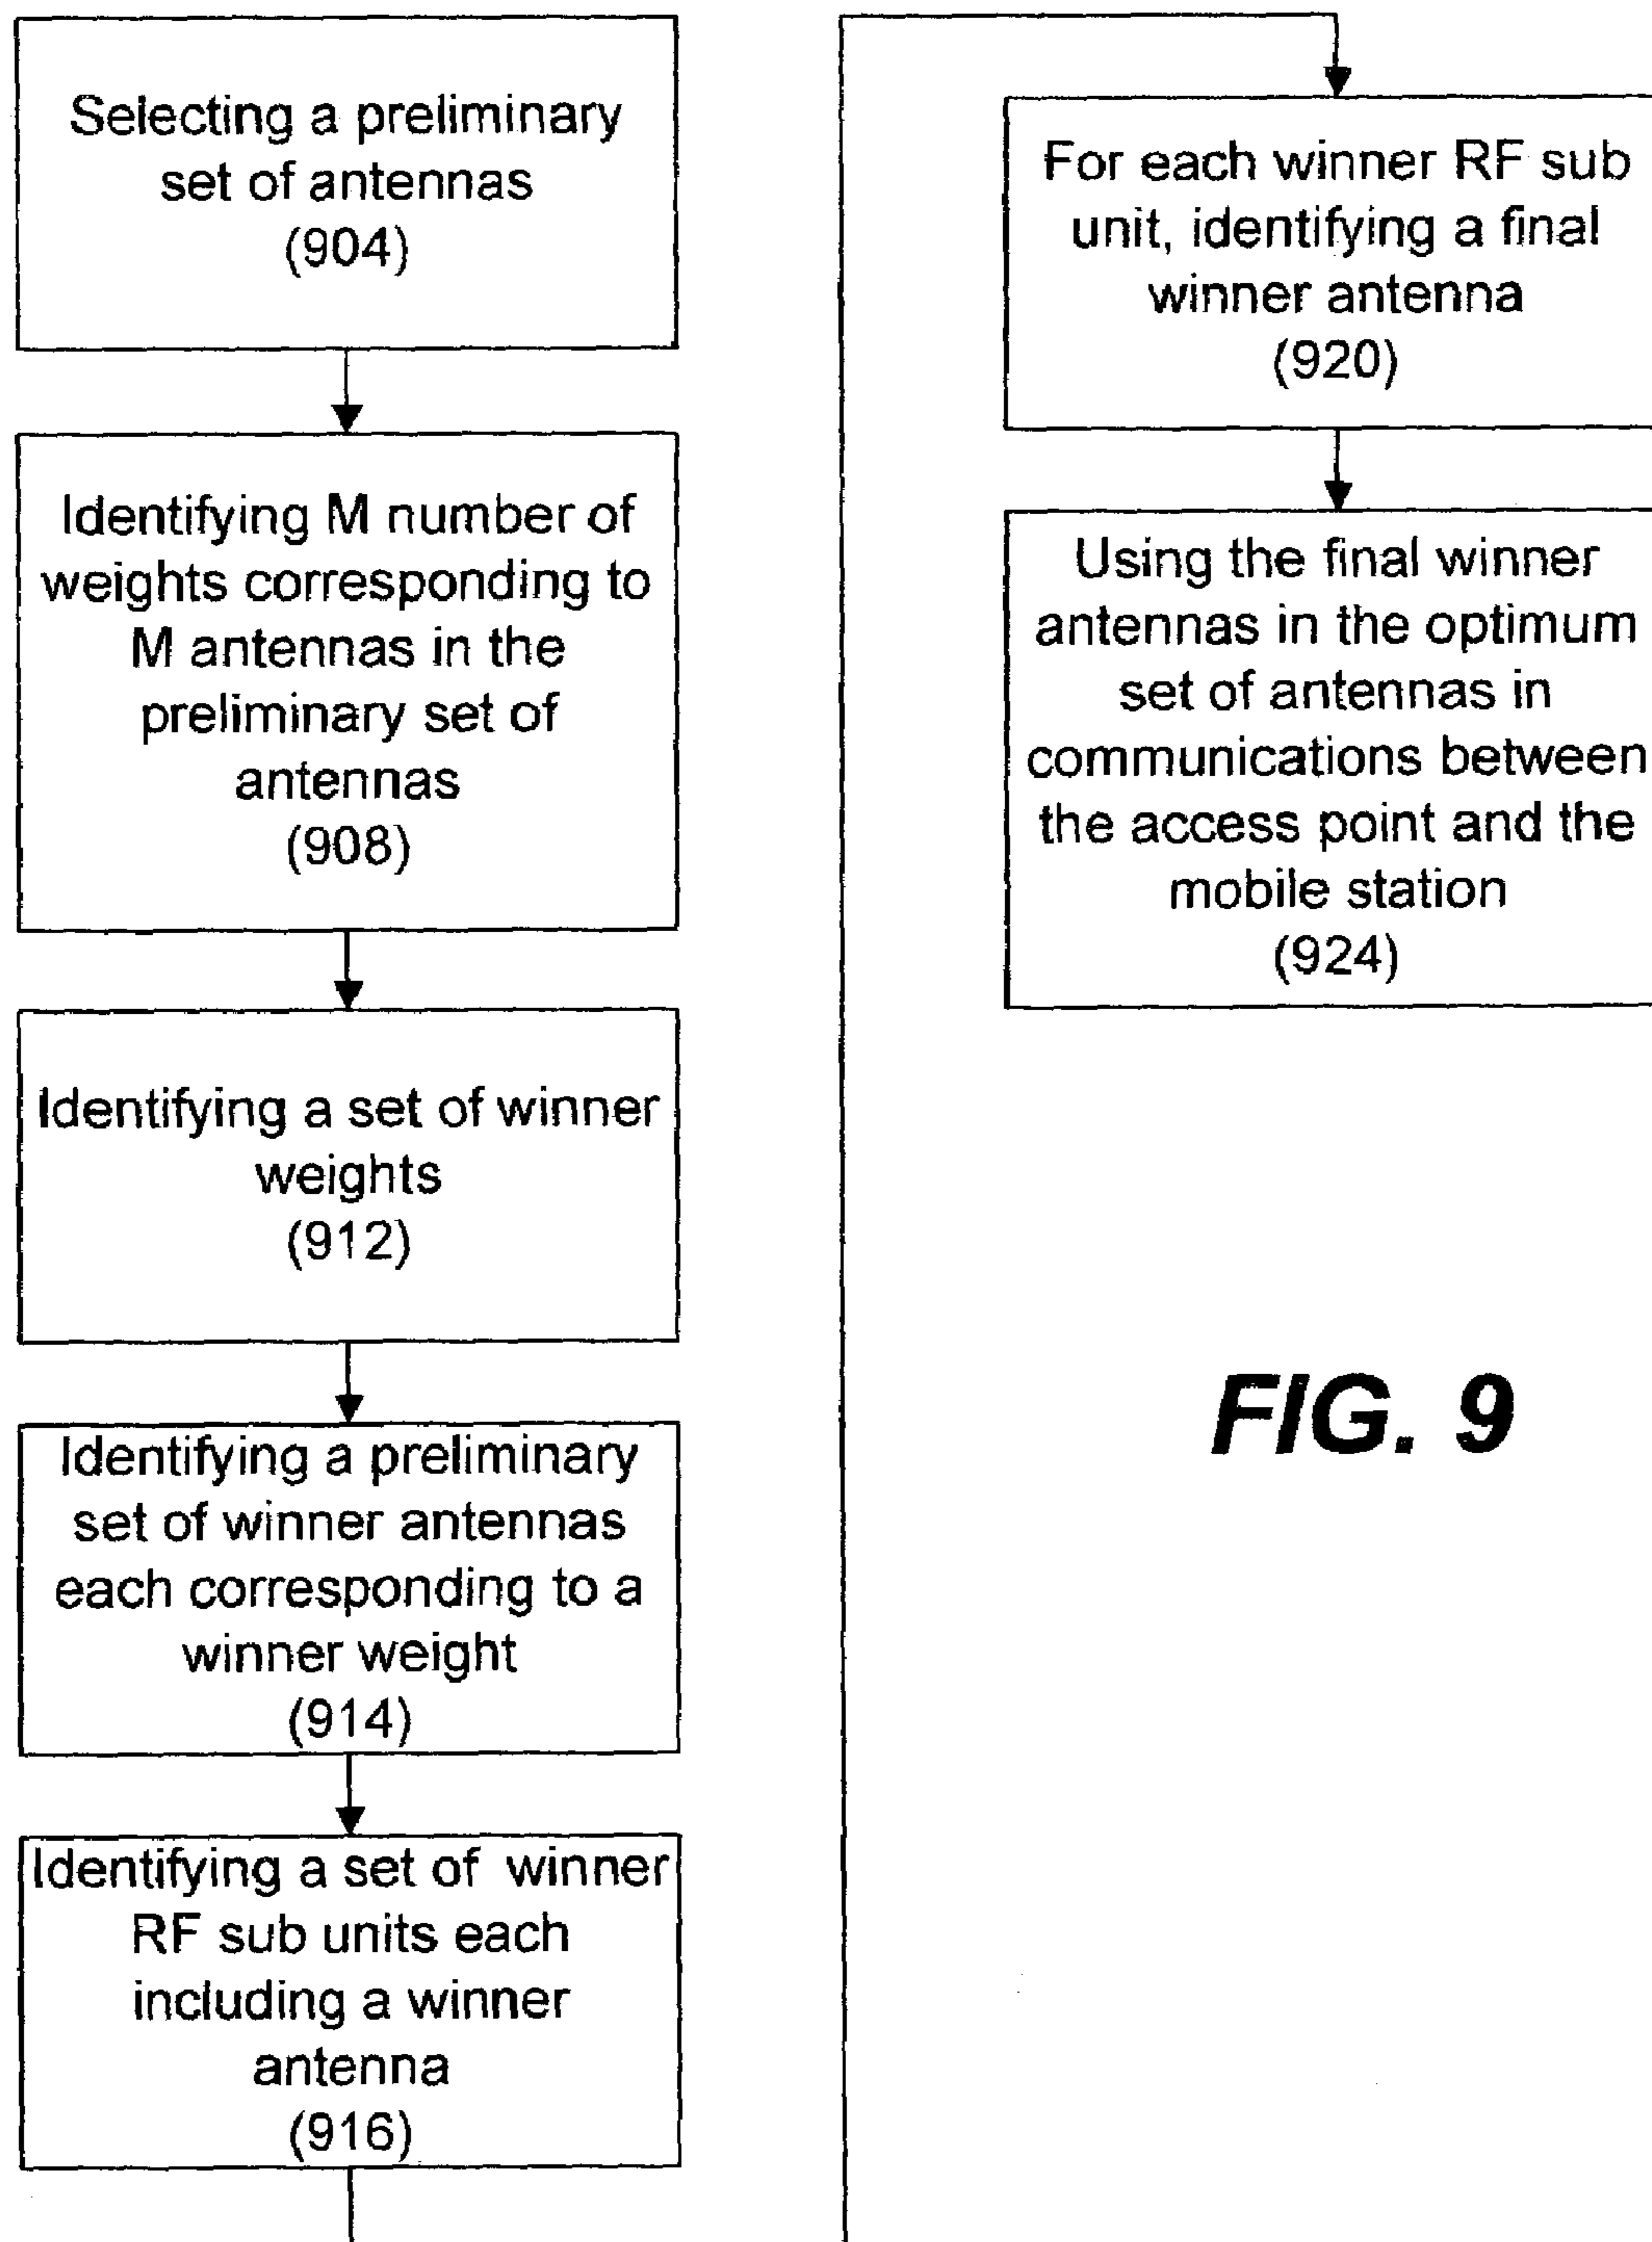 Selecting a preliminary
set of antennas
(904)
Identifying M number of
weights corresponding to
M antennas in the
preliminary set of
antennas
(908)
Identifying a set of winner
weights
(912)
Identifying a preliminary
set of winner antennas
each corresponding to a
winner weight
(914)
Identifying a set of winner
RF sub units each
including a winner
antenna
(916)
For each winner RF sub
unit, identifying a final
winner antenna
(920)
Using the final winner
antennas in the optimum
set of antennas in
communications between
the access point and the
mobile station
(924)
FIG. 9